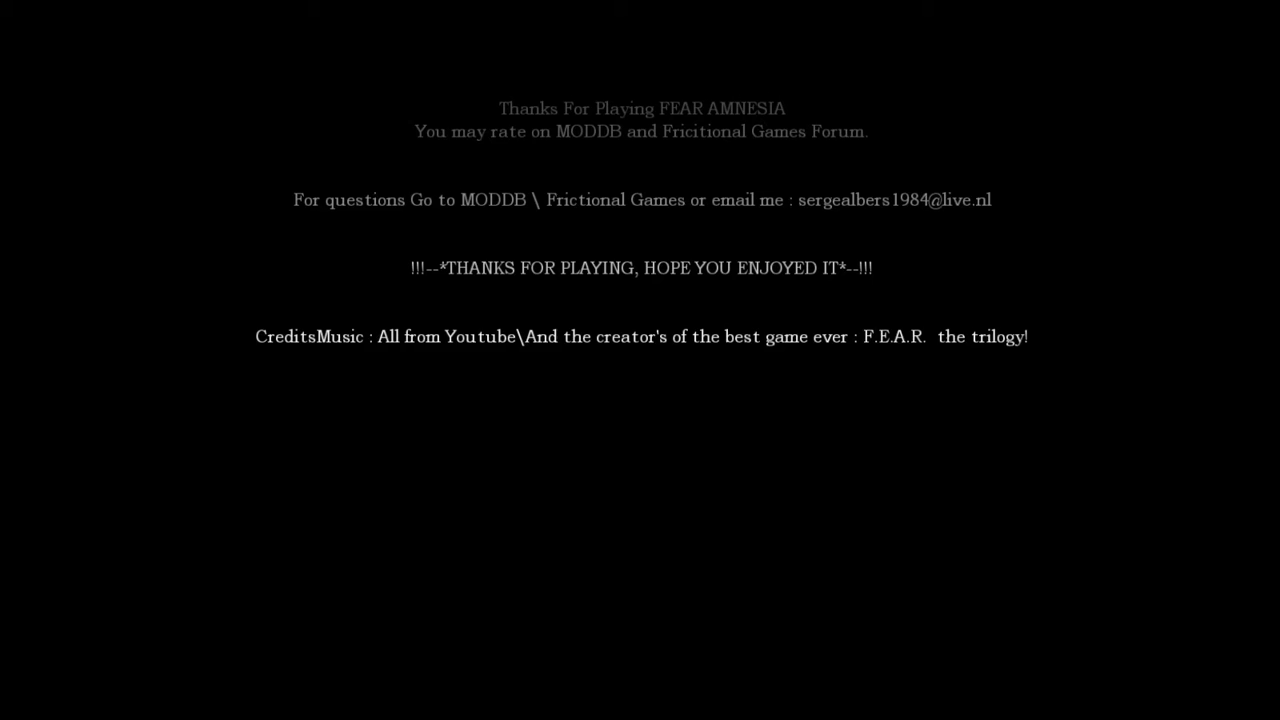 Thanks For Playing FEAR AMNESIA
You may rate on MODDB and Fricitional Games Forum.
For questions Go to MODDB \ Frictional Games or email me : sergealbers1984@live.nl
!!!--*THANKS FOR PLAYING, HOPE YOU ENJOYED IT*--!!!
CreditsMusic : All from Youtube\And the creator's of the best game ever : F.E.A.R.  the trilogy!